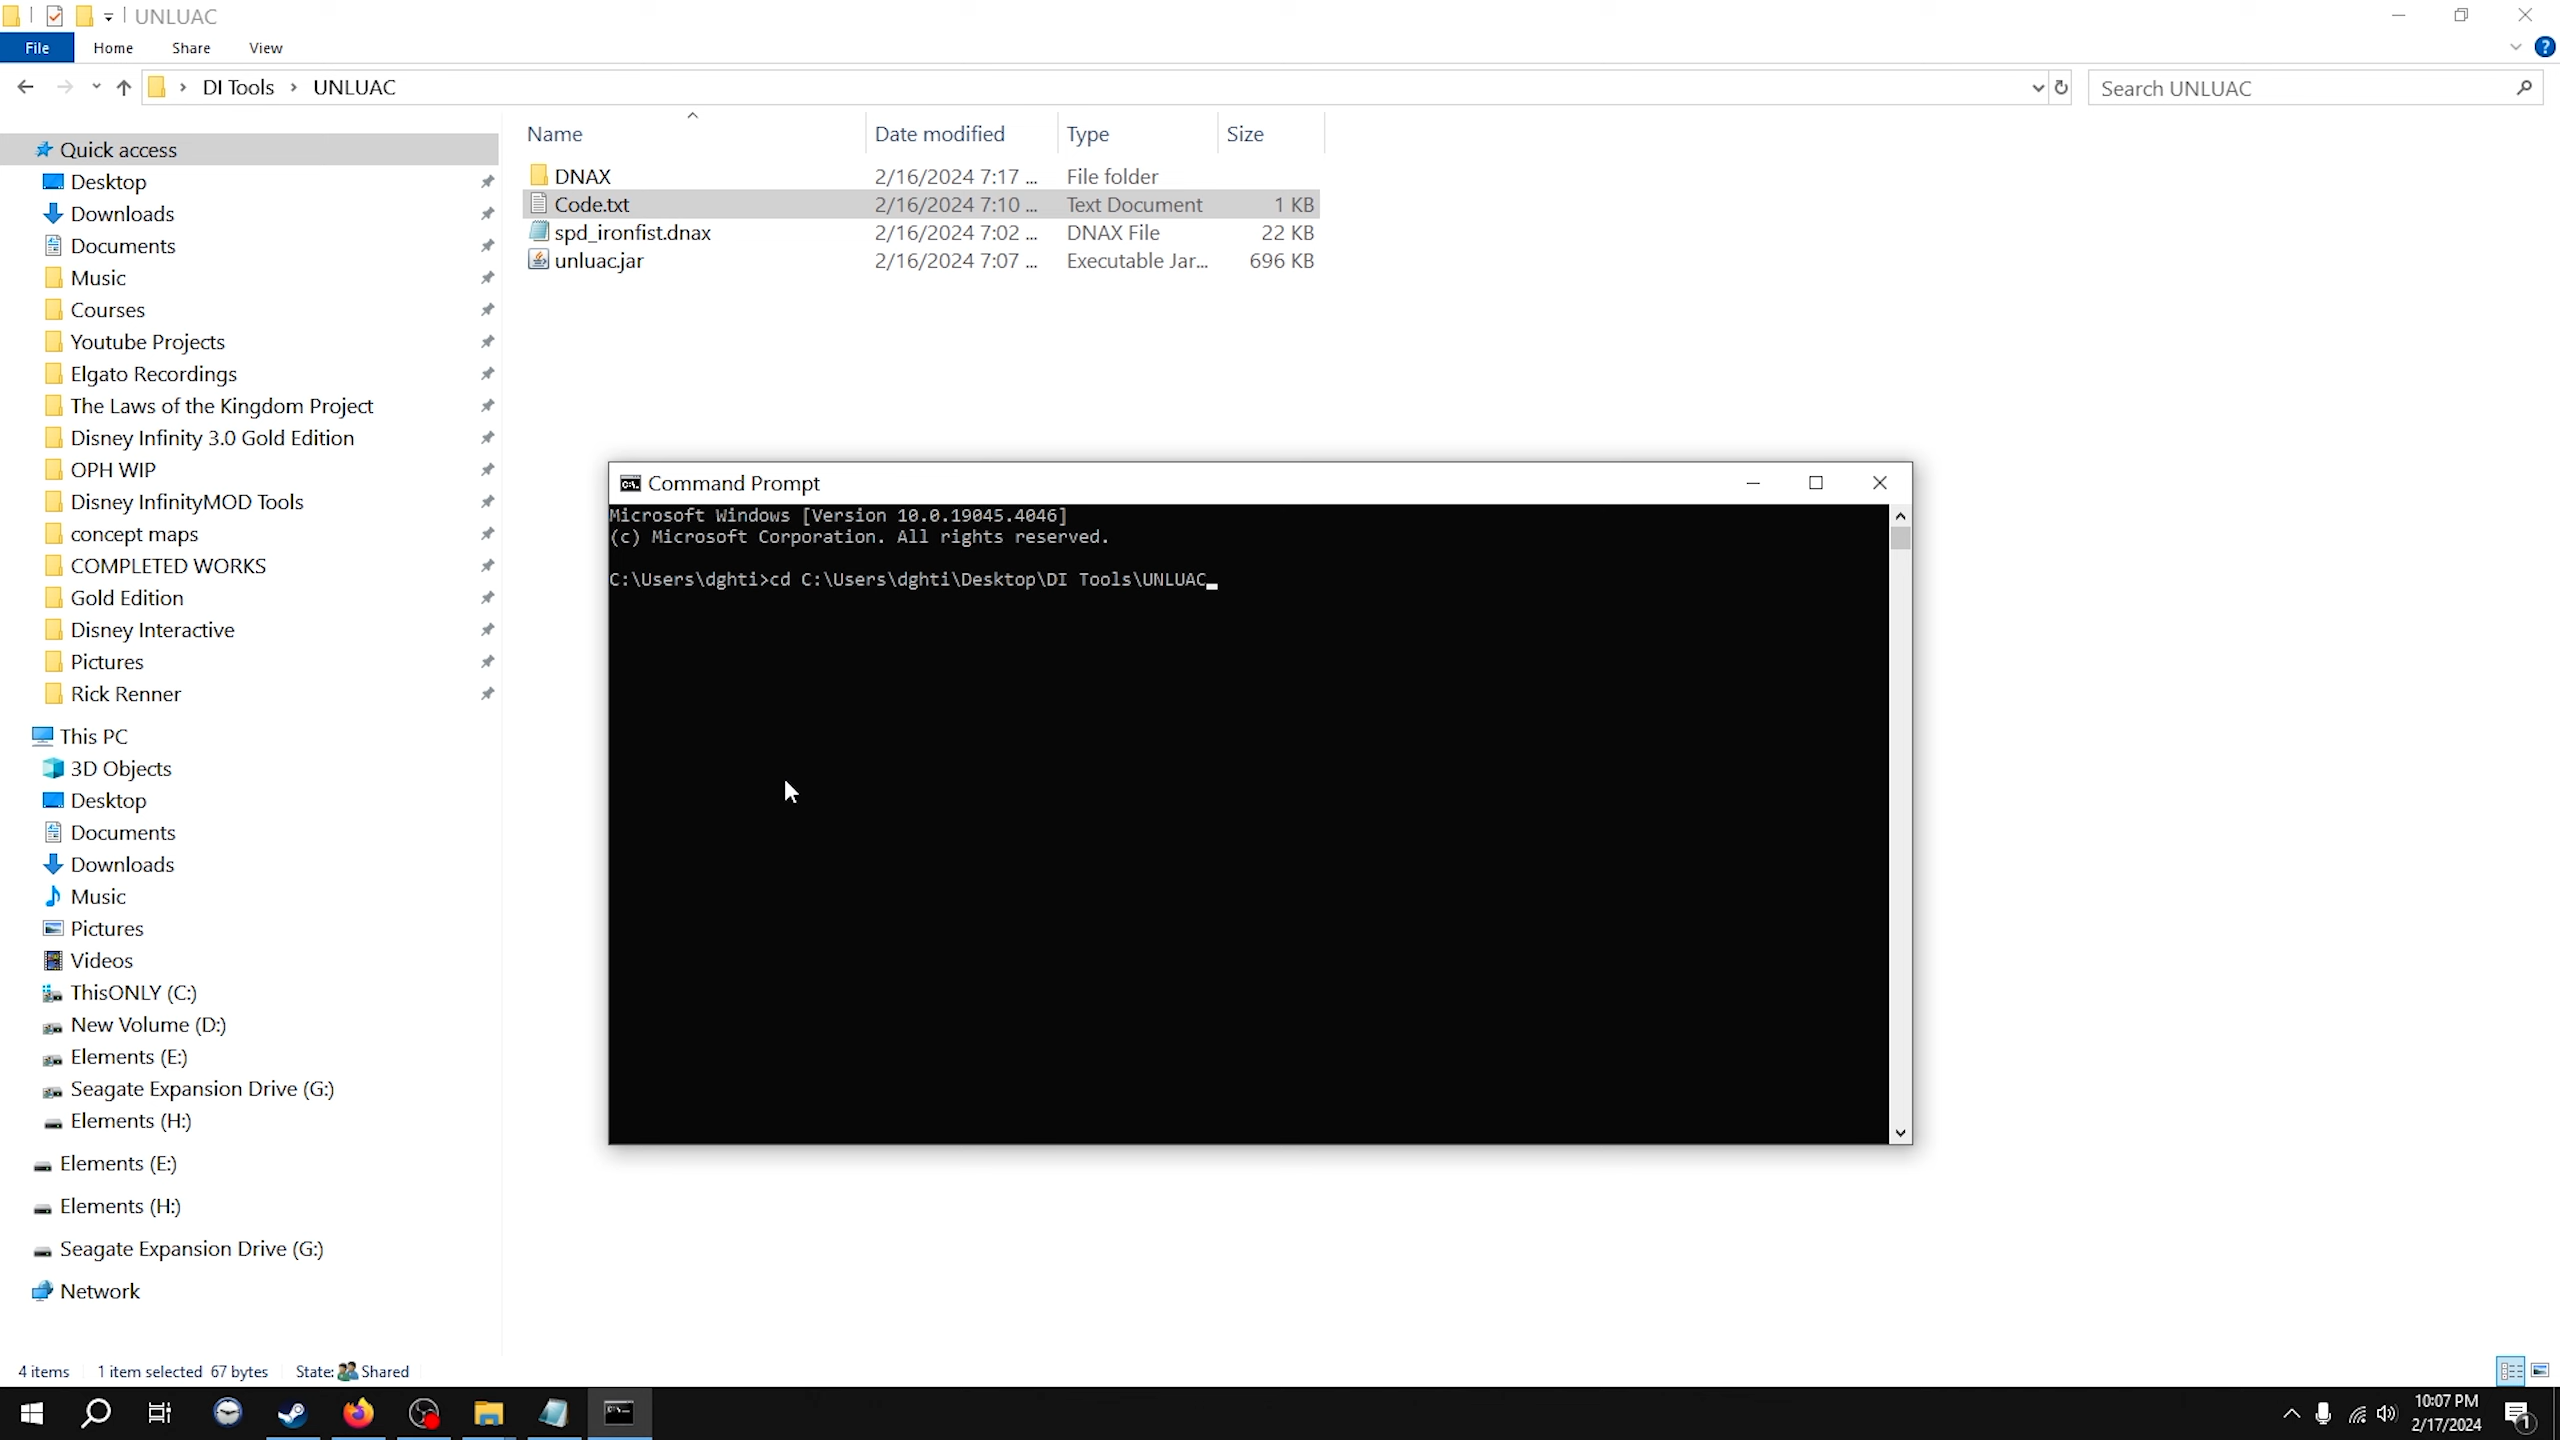 UNLUAC
File Home Share View
DI Tools UNLUAC
Search UNLUAC
Name Date modified Type Size
DNAX 2/16/2024 7:17 ... File folder
Code.txt 2/16/2024 7:10 ... Text Document 1 KB
spd_ironfist.dnax 2/16/2024 7:02 ... DNAX File 22 KB
unluac.jar 2/16/2024 7:07 ... Executable Jar... 696 KB
Quick access
Desktop
Downloads
Documents
Music
Courses
Youtube Projects
Elgato Recordings
The Laws of the Kingdom Project
Disney Infinity 3.0 Gold Edition
OPH WIP
Disney InfinityMOD Tools
concept maps
COMPLETED WORKS
Gold Edition
Disney Interactive
Pictures
Rick Renner
This PC
3D Objects
Desktop
Documents
Downloads
Music
Pictures
Videos
ThisONLY (C:)
New Volume (D:)
Elements (E:)
Seagate Expansion Drive (G:)
Elements (H:)
Elements (E:)
Elements (H:)
Seagate Expansion Drive (G:)
Network
Command Prompt
Microsoft Windows [Version 10.0.19045.4046]
(c) Microsoft Corporation. All rights reserved.
C:\Users\dghti>cd C:\Users\dghti\Desktop\DI Tools\UNLUAC
4 items 1 item selected 67 bytes State: Shared
10:07 PM
2/17/2024
1